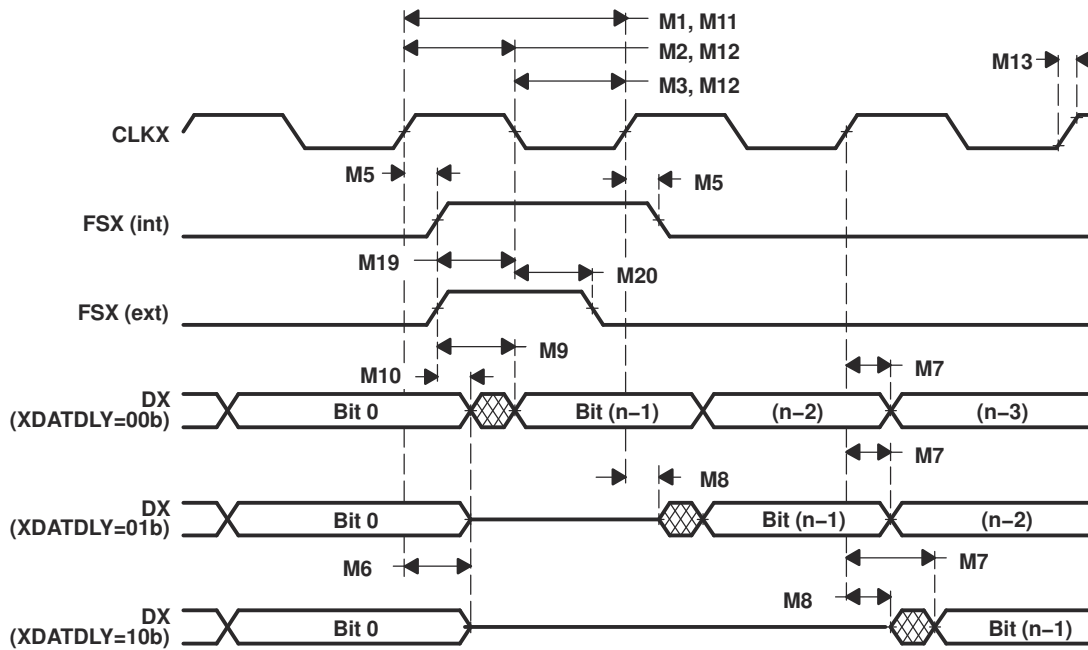 M1, M11
M2, M12
M13
M3, M12
CLKX
M5
M5
FSX (int)
M19
M20
FSX (ext)
M9
M10
M7
DX
(XDATDLY=00b)
Bit 0
Bit (n−1)
(n−2)
(n−3)
M7
M8
DX
(XDATDLY=01b)
Bit 0
Bit (n−1)
(n−2)
M6
M7
M8
DX
(XDATDLY=10b)
Bit 0
Bit (n−1)